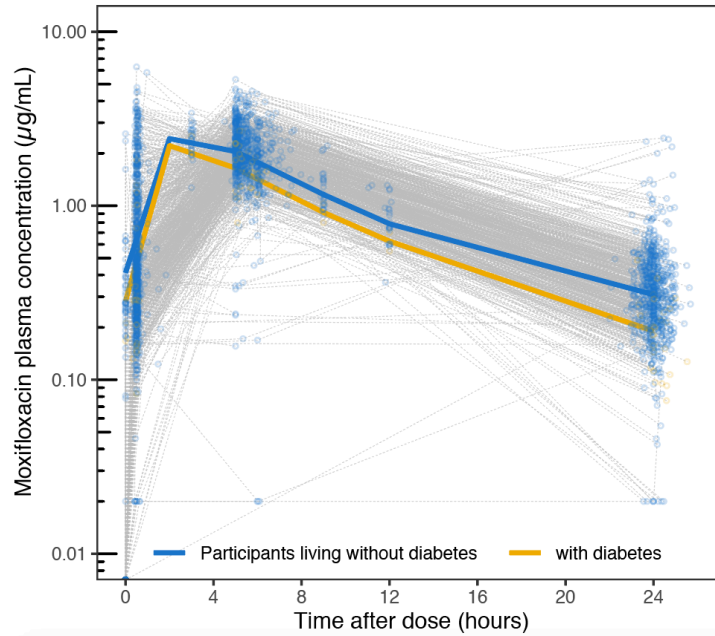 Moxifloxacin plasma concentration (µg/mL)
10.00
1.00
0.10
0.01
Participants living without diabetes
with diabetes
0 4 8 12 16 20 24
Time after dose (hours)